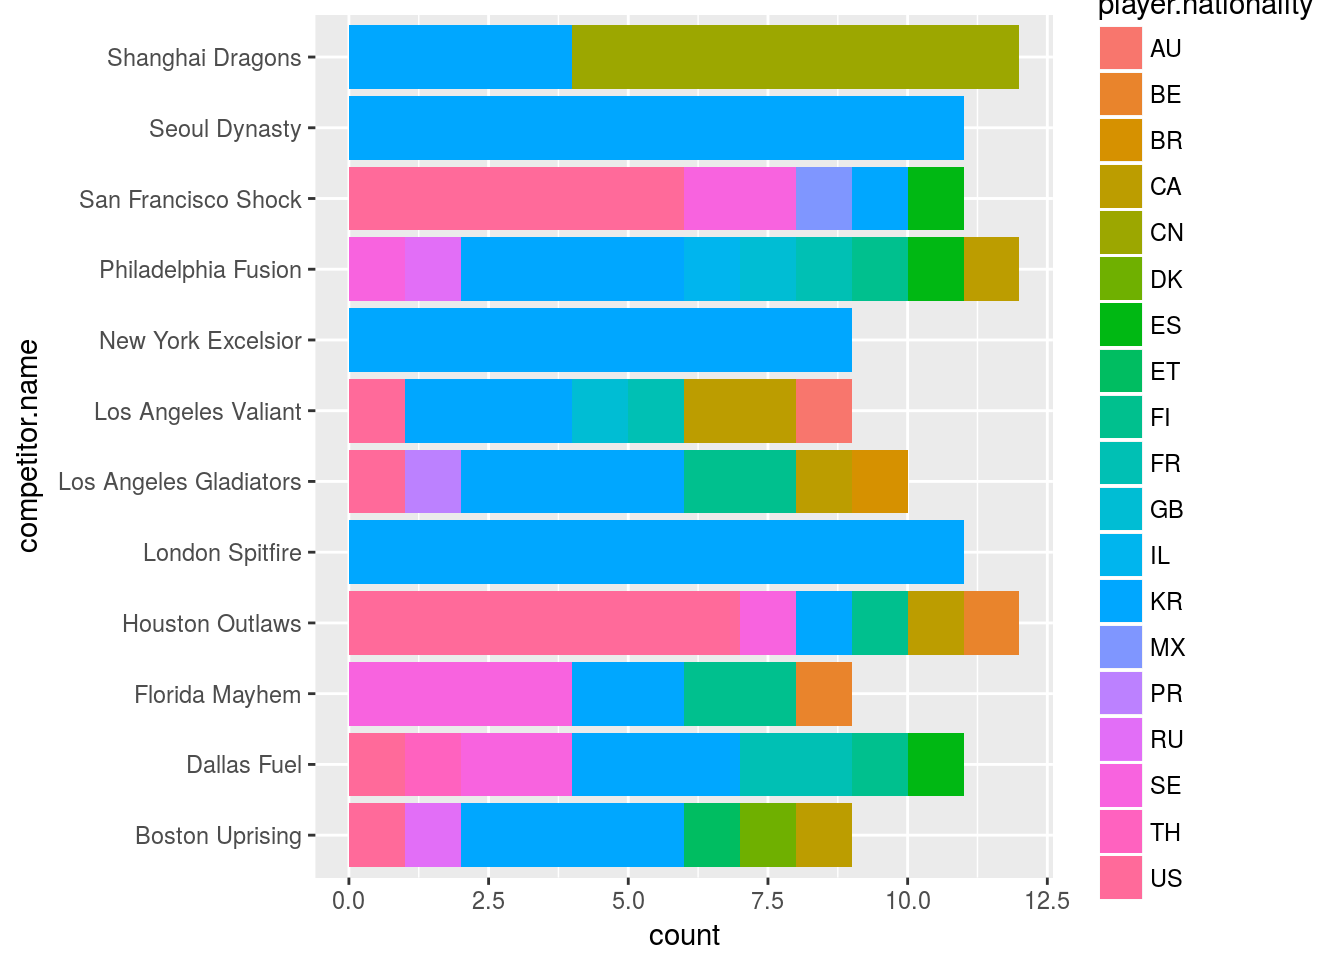 player.nationality
Shanghai Dragons
Seoul Dynasty
San Francisco Shock
Philadelphia Fusion
New York Excelsior
Los Angeles Valiant
Los Angeles Gladiators
London Spitfire
Houston Outlaws
Florida Mayhem
Dallas Fuel
Boston Uprising
competitor.name
0.0 2.5 5.0 7.5 10.0 12.5
count
AU
BE
BR
CA
CN
DK
ES
ET
FI
FR
GB
IL
KR
MX
PR
RU
SE
TH
US